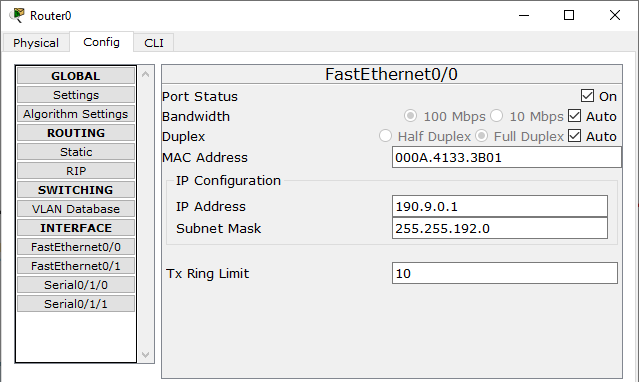 Router0
Physical Config CLI
GLOBAL
Settings
Algorithm Settings
ROUTING
Static
RIP
SWITCHING
VLAN Database
INTERFACE
FastEthernet0/0
FastEthernet0/1
Serial0/1/0
Serial0/1/1
FastEthernet0/0
Port Status On
Bandwidth 100 Mbps 10 Mbps Auto
Duplex Half Duplex Full Duplex Auto
MAC Address 000A.4133.3B01
IP Configuration
IP Address 190.9.0.1
Subnet Mask 255.255.192.0
Tx Ring Limit 10